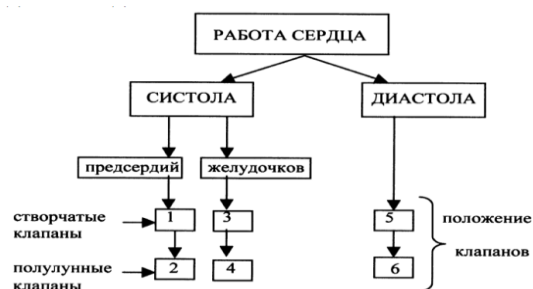 РАБОТА СЕРДЦА
СИСТОЛА
ДИАСТОЛА
предсердий
желудочков
створчатые
клапаны
1
3
5
положение
клапанов
полулунные
клапаны
2
4
6